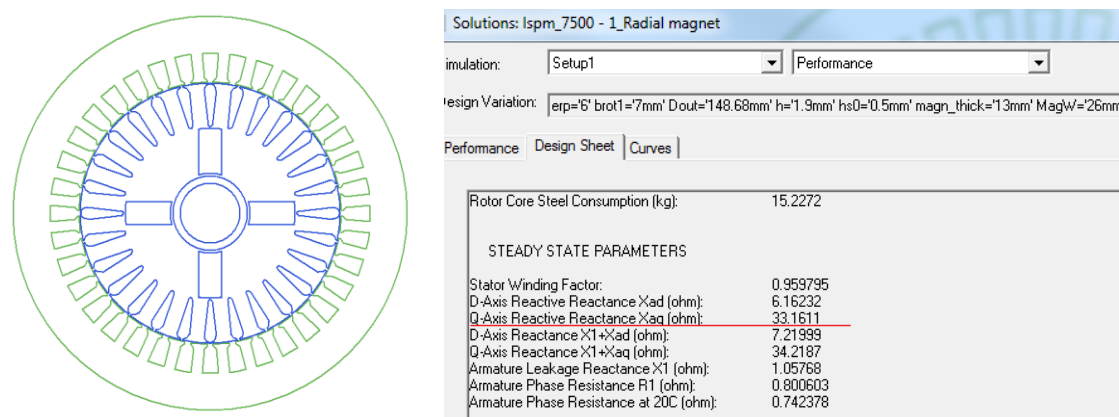 Solutions: lspm_7500 - 1_Radial magnet
imulation:
Setup1
Performance
esign Variation:
erp='6' brot1='7mm' Dout='148.68mm' h='1.9mm' hs0='0.5mm' magn_thick='13mm' MagW='26mm
Performance Design Sheet Curves
Rotor Core Steel Consumption (kg): 15.2272
STEADY STATE PARAMETERS
Stator Winding Factor: 0.959795
D-Axis Reactive Reactance Xad (ohm): 6.16232
Q-Axis Reactive Reactance Xaq (ohm): 33.1611
D-Axis Reactance X1+Xad (ohm): 7.21999
Q-Axis Reactance X1+Xaq (ohm): 34.2187
Armature Leakage Reactance X1 (ohm): 1.05768
Armature Phase Resistance R1 (ohm): 0.800603
Armature Phase Resistance at 20C (ohm): 0.742378